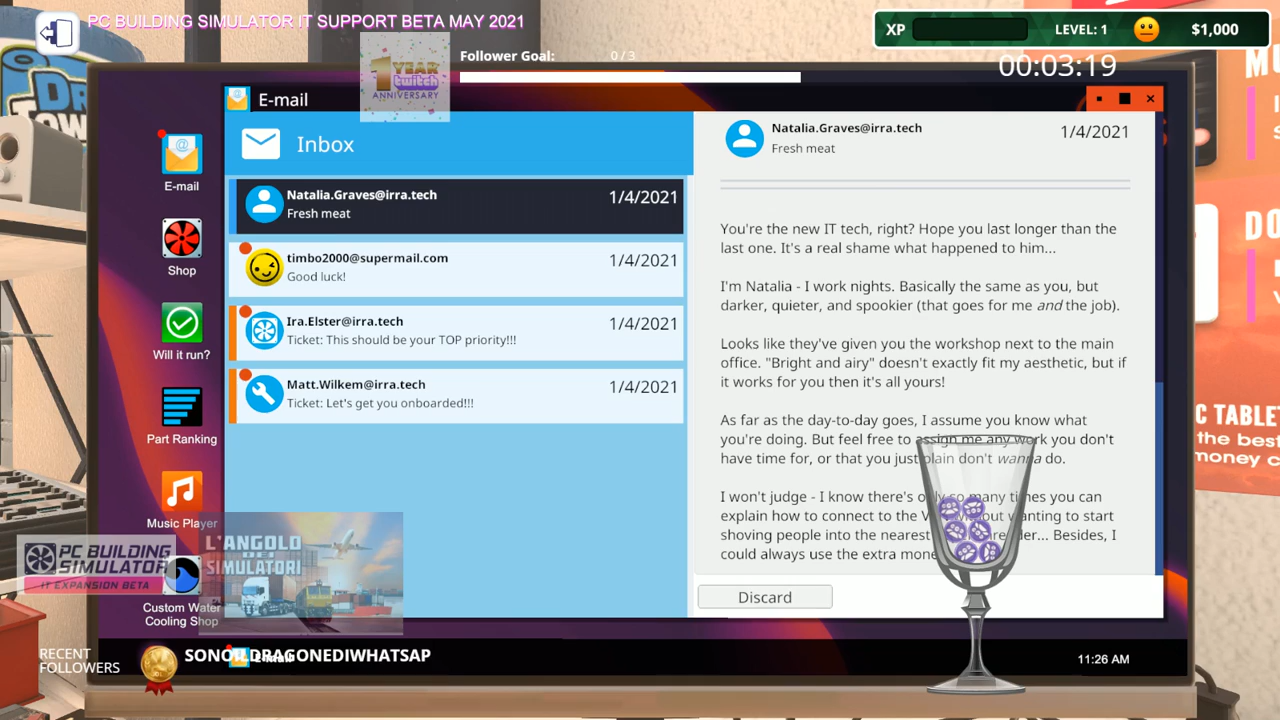 PC BUILDING SIMULATOR IT SUPPORT BETA MAY 2021
XP
LEVEL: 1
$1,000
Follower Goal: 0 / 3
00:03:19
1 YEAR
twitch
ANNIVERSARY
E-mail
Inbox
Natalia.Graves@irra.tech 1/4/2021
Fresh meat
timbo2000@supermail.com 1/4/2021
Good luck!
Ira.Elster@irra.tech 1/4/2021
Ticket: This should be your TOP priority!!!
Matt.Wilkem@irra.tech 1/4/2021
Ticket: Let's get you onboarded!!!
E-mail
Shop
Will it run?
Part Ranking
Music Player
Custom Water
Cooling Shop
Natalia.Graves@irra.tech 1/4/2021
Fresh meat
You're the new IT tech, right? Hope you last longer than the
last one. It's a real shame what happened to him...
I'm Natalia - I work nights. Basically the same as you, but
darker, quieter, and spookier (that goes for me and the job).
Looks like they've given you the workshop next to the main
office. "Bright and airy" doesn't exactly fit my aesthetic, but if
it works for you then it's all yours!
As far as the day-to-day goes, I assume you know what
you're doing. But feel free to assign me any work you don't
have time for, or that you just plain don't wanna do.
I won't judge - I know there's only so many times you can
explain how to connect to the without wanting to start
shoving people into the nearest Besides, I
could always use the extra
Discard
PC BUILDING
SIMULATOR
IT EXPANSION BETA
L'ANGOLO
DEI
SIMULATORI
RECENT
FOLLOWERS
SONOILDRAGONEDIWHATSAP
11:26 AM
C TABLE
the best
money c